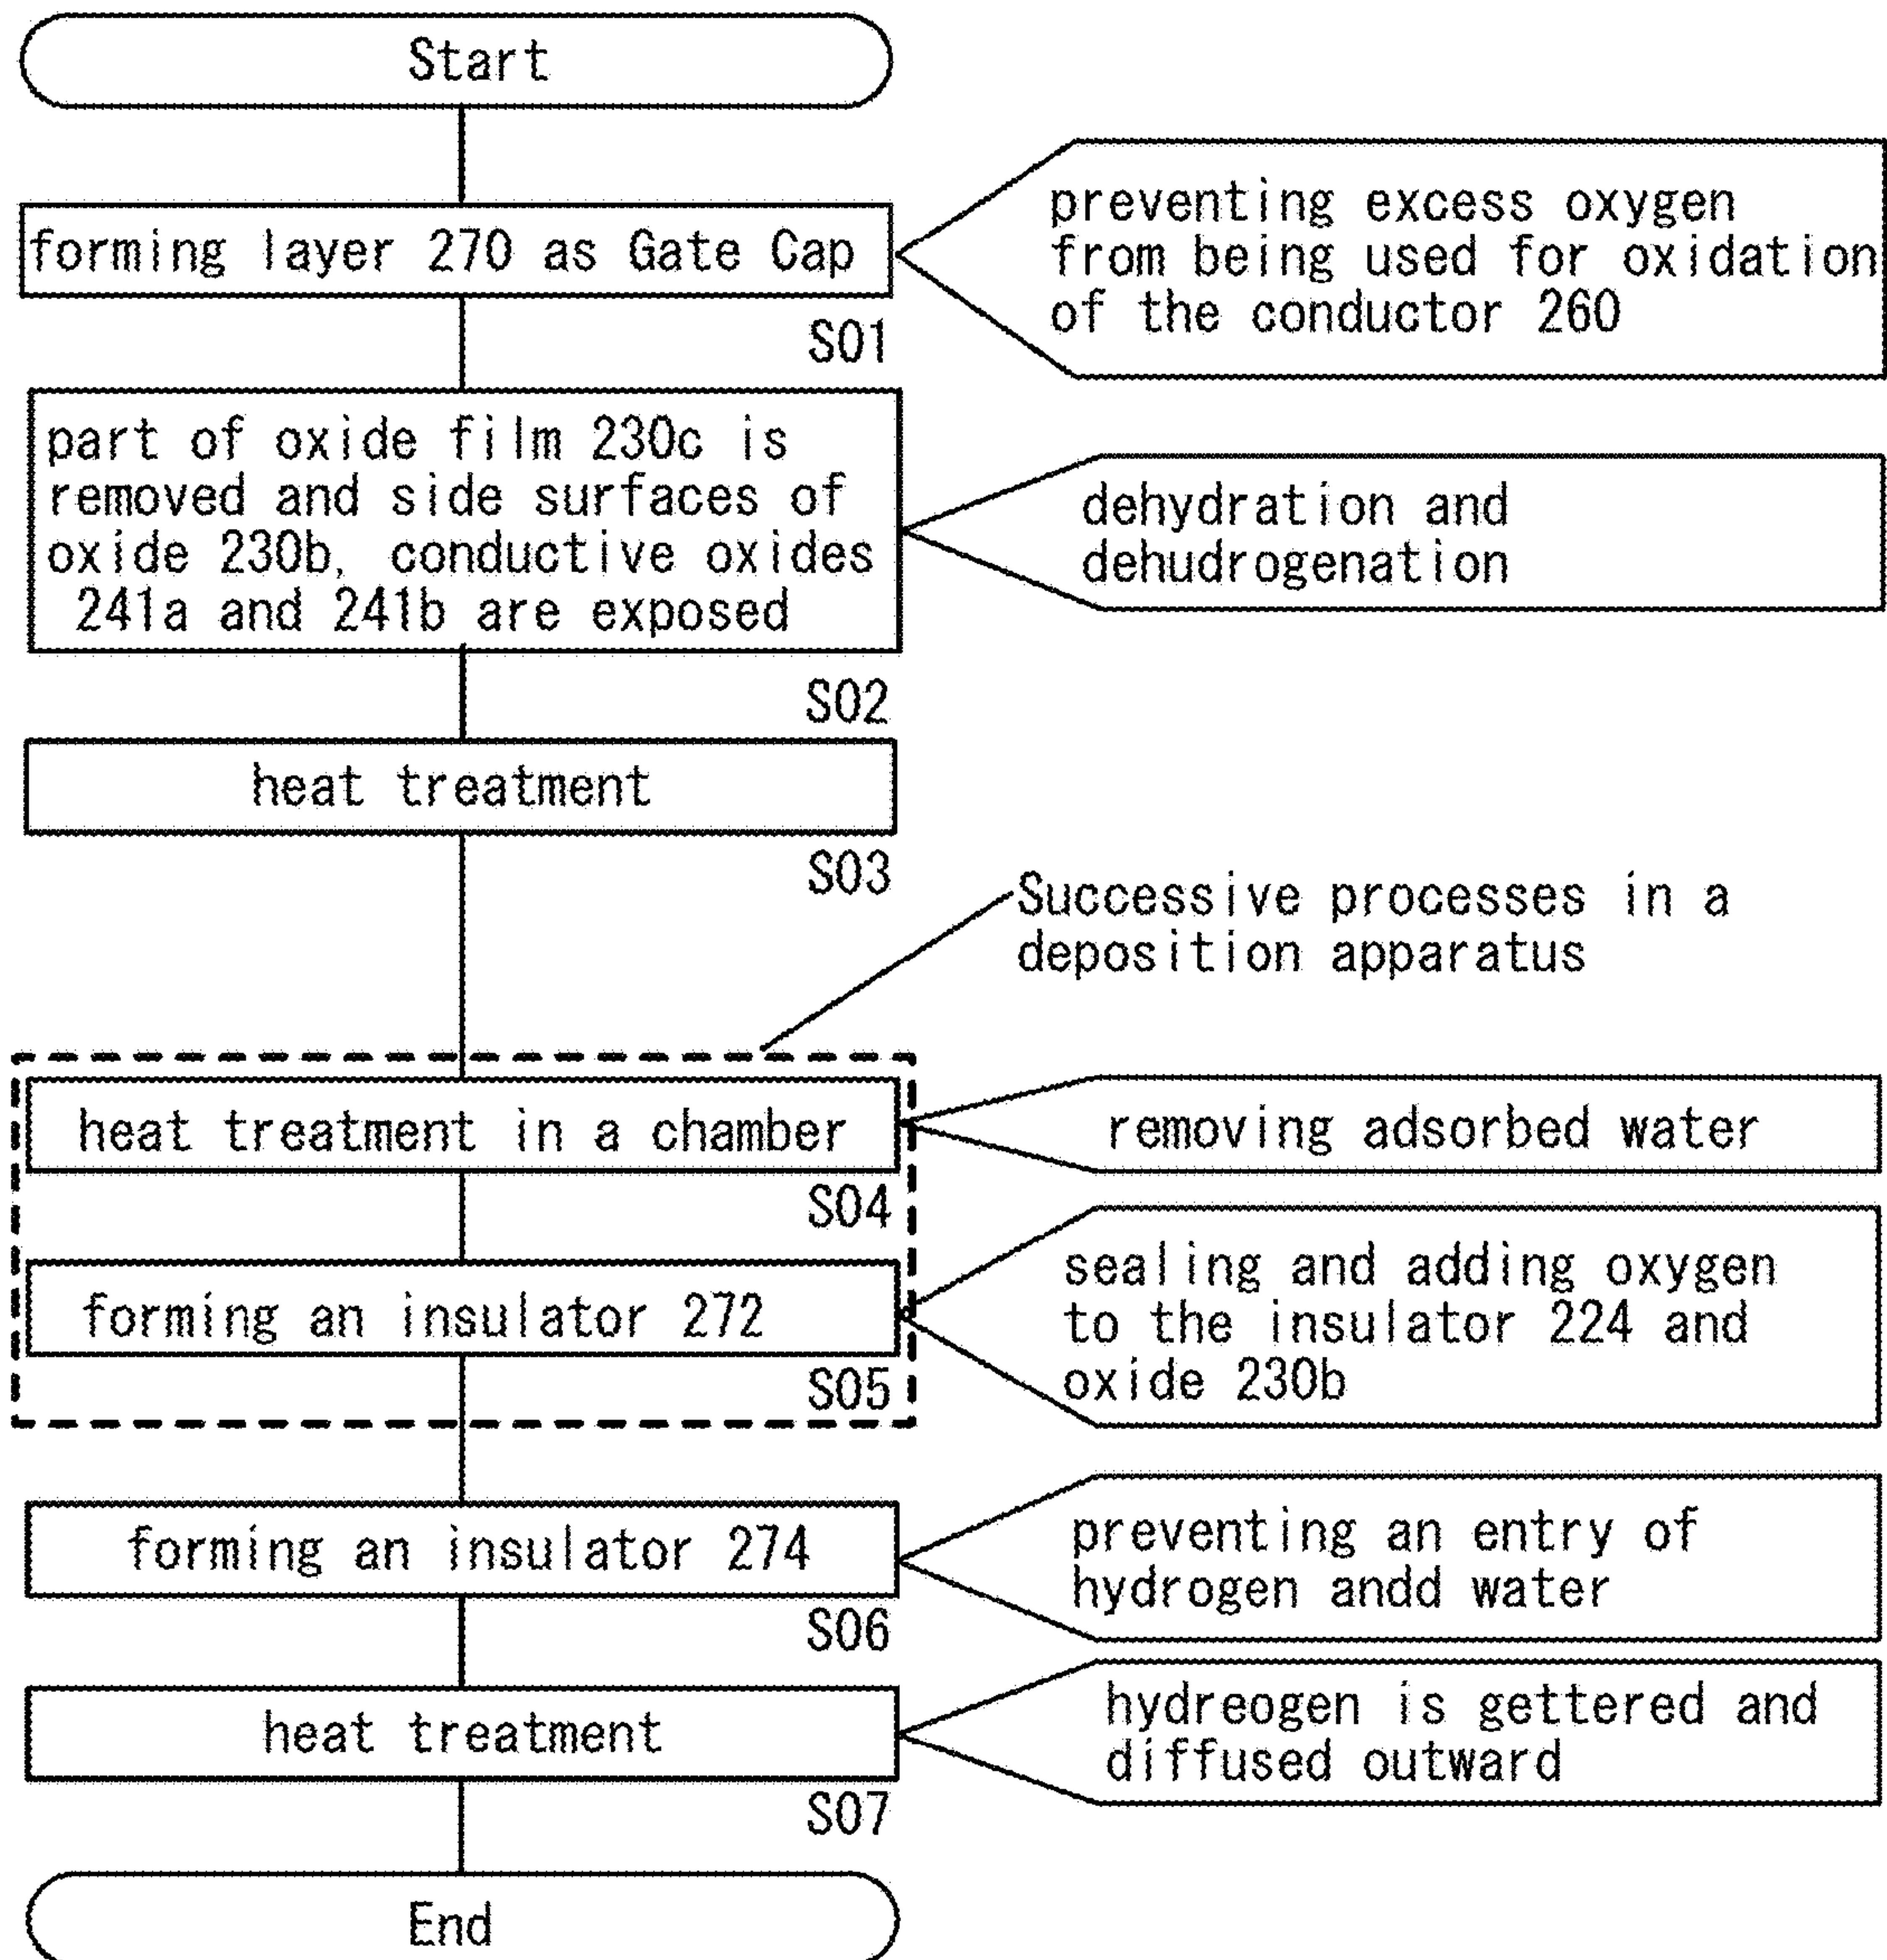 Start
forming layer 270 as Gate Cap
preventing excess oxygen
from being used for oxidation
of the conductor 260
S01
part of oxide film 230c is
removed and side surfaces of
oxide 230b, conductive oxides
241a and 241b are exposed
dehydration and
dehudrogenation
S02
heat treatment
S03
Successive processes in a
deposition apparatus
heat treatment in a chamber
removing adsorbed water
S04
forming an insulator 272
sealing and adding oxygen
to the insulator 224 and
oxide 230b
S05
forming an insulator 274
preventing an entry of
hydrogen andd water
S06
heat treatment
hydreogen is gettered and
diffused outward
S07
End